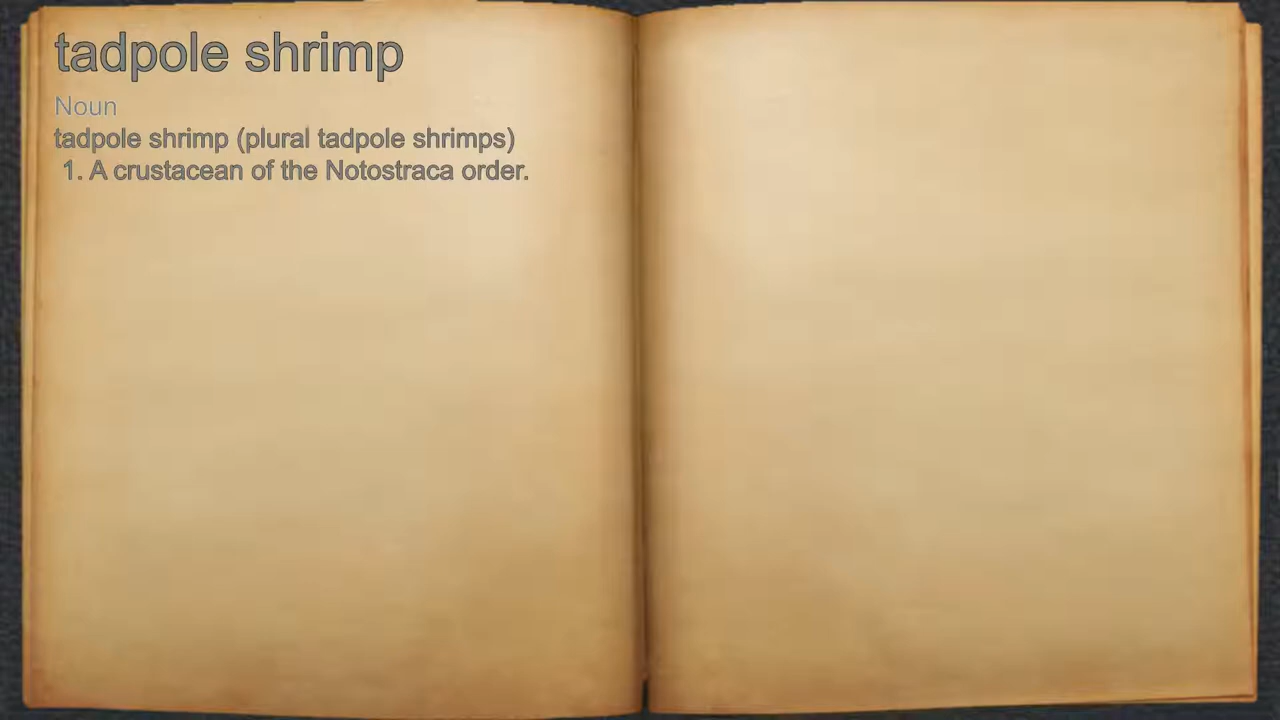 tadpole shrimp
Noun
tadpole shrimp (plural tadpole shrimps)
1. A crustacean of the Notostraca order.